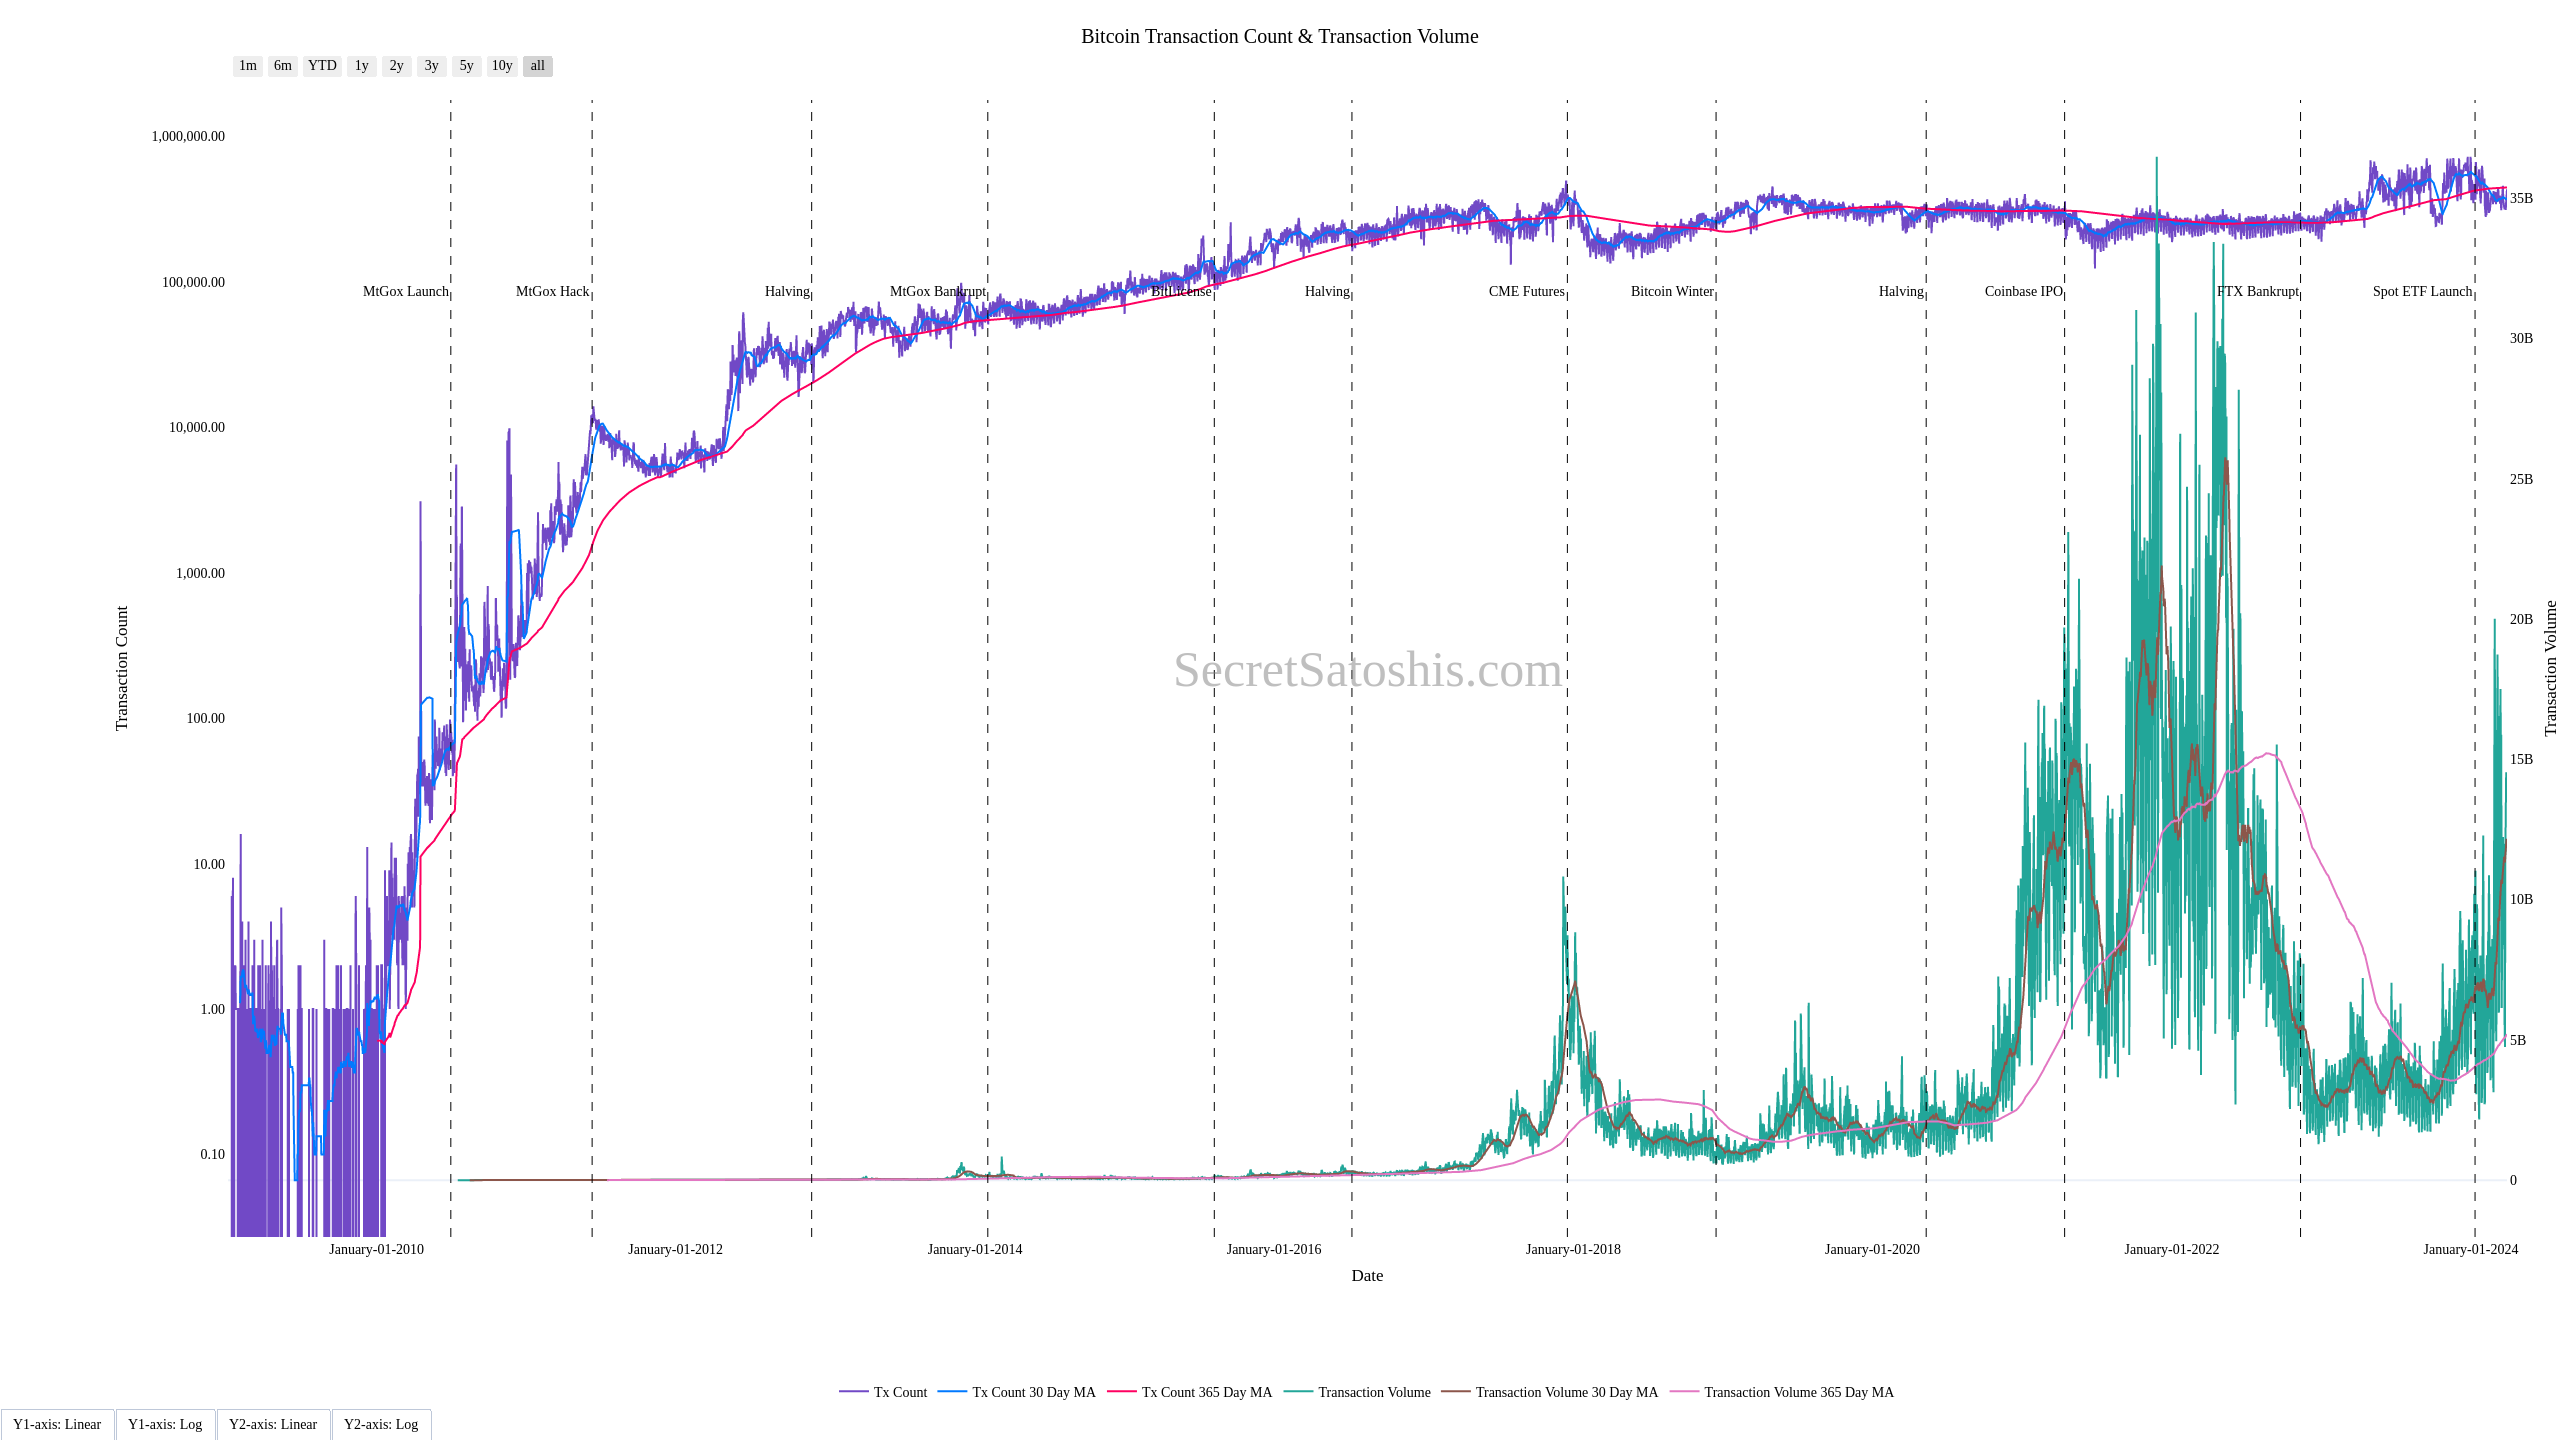 Bitcoin Transaction Count & Transaction Volume
1m 6m YTD 1y 2y 3y 5y 10y all
1,000,000.00
100,000.00
10,000.00
1,000.00
100.00
10.00
1.00
0.10
Transaction Count
MtGox Launch MtGox Hack Halving MtGox Bankrupt BitLicense Halving CME Futures Bitcoin Winter Halving Coinbase IPO FTX Bankrupt Spot ETF Launch
SecretSatoshis.com
35B
30B
25B
20B
15B
10B
5B
0
Transaction Volume
January-01-2010 January-01-2012 January-01-2014 January-01-2016 January-01-2018 January-01-2020 January-01-2022 January-01-2024
Date
Tx Count Tx Count 30 Day MA Tx Count 365 Day MA Transaction Volume Transaction Volume 30 Day MA Transaction Volume 365 Day MA
Y1-axis: Linear Y1-axis: Log Y2-axis: Linear Y2-axis: Log